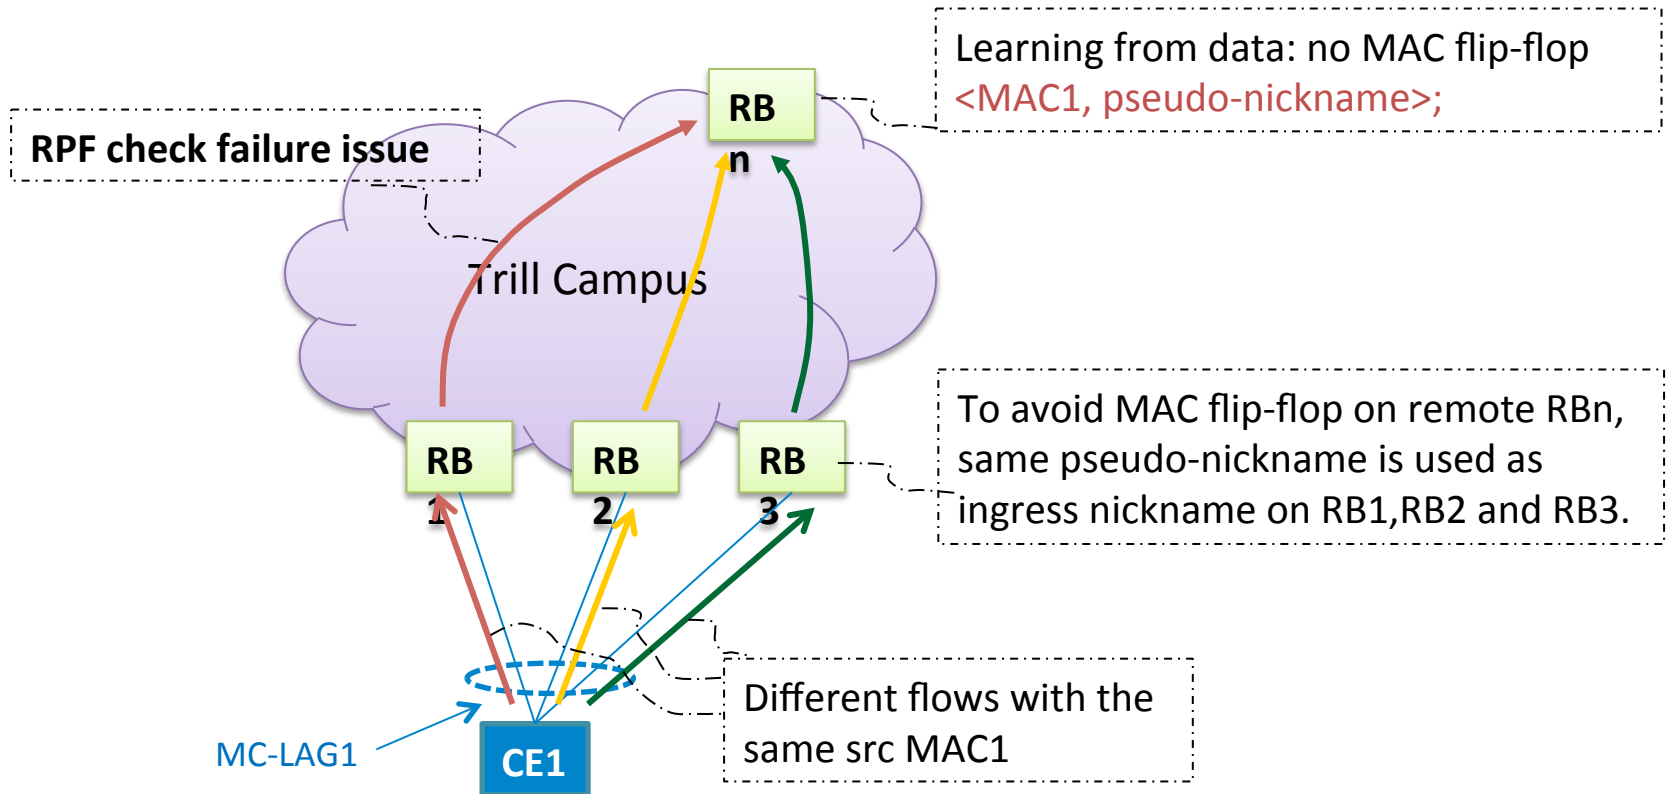 Learning from data: no MAC flip-flop
<MAC1, pseudo-nickname>;
RB
n
RPF check failure issue
Trill Campus
To avoid MAC flip-flop on remote RBn,
same pseudo-nickname is used as
ingress nickname on RB1,RB2 and RB3.
RB
1
RB
2
RB
3
Different flows with the
same src MAC1
MC-LAG1
CE1